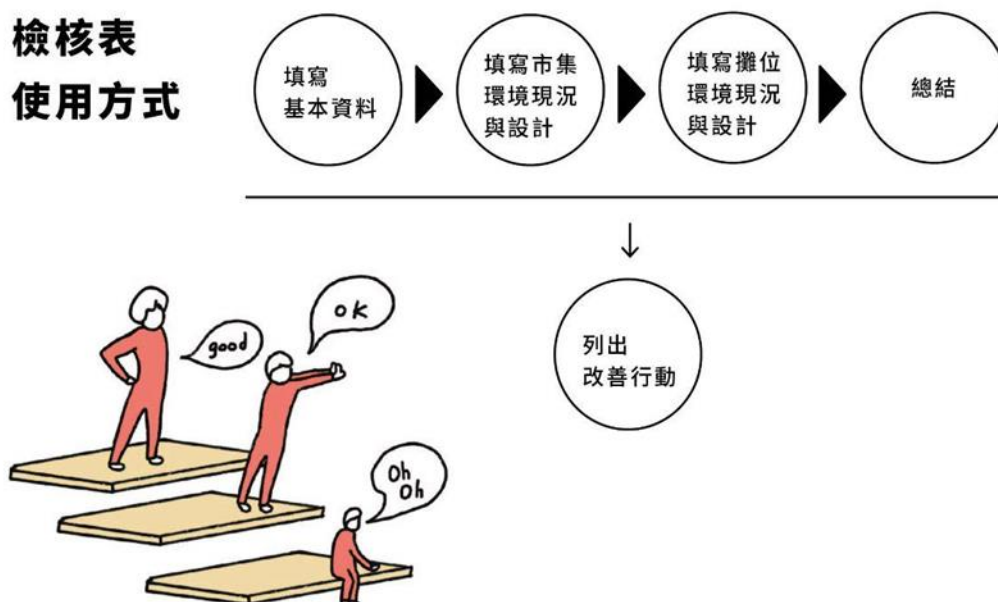 檢核表
使用方式
填寫
基本資料
填寫市集
環境現況
與設計
填寫攤位
環境現況
與設計
總結
列出
改善行動
good
ok
Oh
Oh